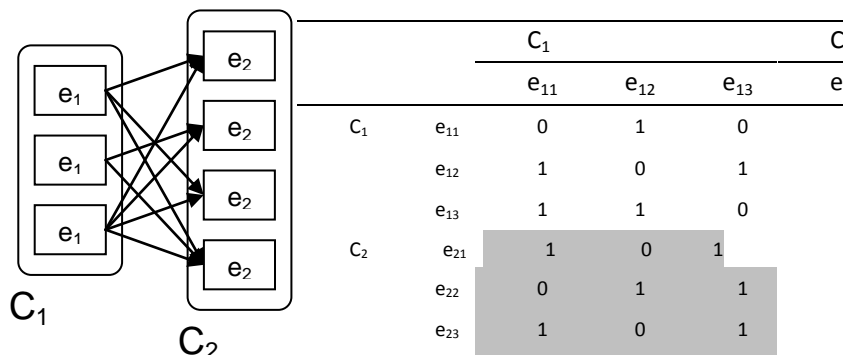 e₂
e₁
e₂
e₁
e₂
e₁
e₂
C₁
C₂
C₁ C
e₁₁ e₁₂ e₁₃ e
C₁ e₁₁ 0 1 0
e₁₂ 1 0 1
e₁₃ 1 1 0
C₂ e₂₁ 1 0 1
e₂₂ 0 1 1
e₂₃ 1 0 1